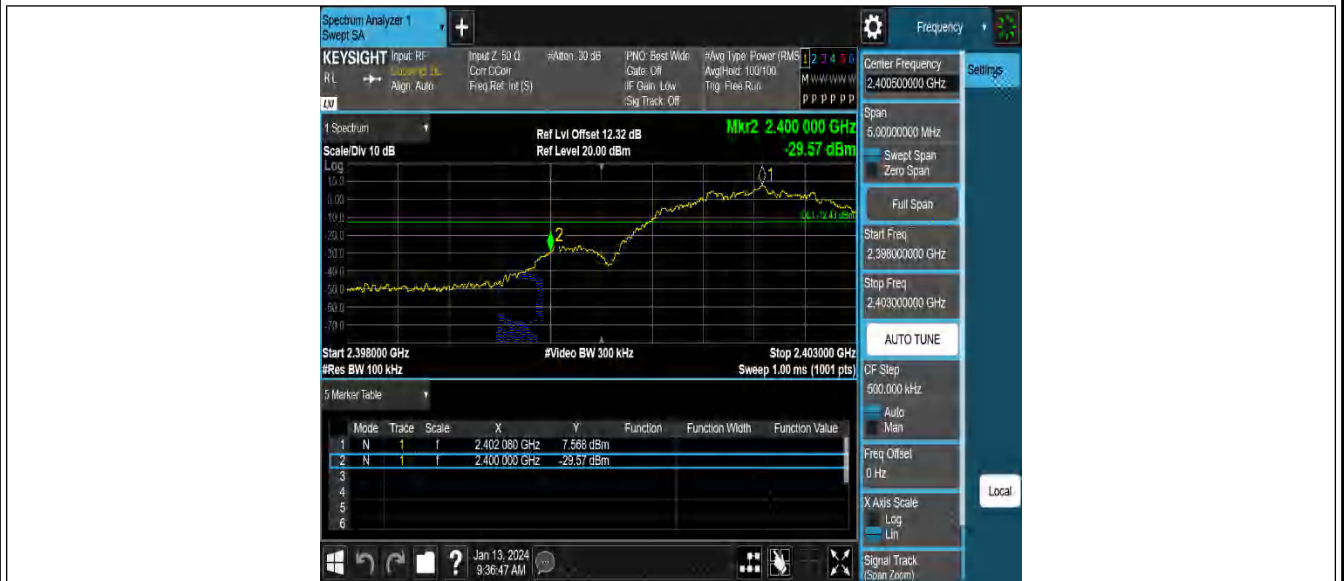 Spectrum Analyzer 1
Swept SA
+
Frequency
KEYSIGHT
RL
Input: RF
Align: Auto
Input Z: 50 Ω
Corr CCorr
Freq Ref: Int (S)
#Atten: 30 dB
PNO: Best Wide
Gate: Off
IF Gain: Low
Sig Track: Off
#Avg Type: Power (RMS
Avg|Hold: 100/100
Trig: Free Run
1 2 3 4 5 6
M W W W W W
P P P P P P
LXI
1 Spectrum
Scale/Div 10 dB
Ref Lvl Offset 12.32 dB
Ref Level 20.00 dBm
Mkr2 2.400 000 GHz
-29.57 dBm
Log
10.0
0.00
-10.0
-20.0
-30.0
-40.0
-50.0
-60.0
-70.0
1
2
DL1 -12.43 dBm
Start 2.398000 GHz
#Res BW 100 kHz
#Video BW 300 kHz
Stop 2.403000 GHz
Sweep 1.00 ms (1001 pts)
5 Marker Table
Mode Trace Scale X Y Function Function Width Function Value
1 N 1 f 2.402 080 GHz 7.568 dBm
2 N 1 f 2.400 000 GHz -29.57 dBm
3
4
5
6
?
Jan 13, 2024
9:36:47 AM
Center Frequency
2.400500000 GHz
Settings
Span
5.00000000 MHz
Swept Span
Zero Span
Full Span
Start Freq
2.398000000 GHz
Stop Freq
2.403000000 GHz
AUTO TUNE
CF Step
500.000 kHz
Auto
Man
Freq Offset
0 Hz
X Axis Scale
Log
Lin
Local
Signal Track
(Span Zoom)